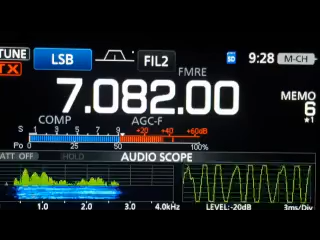 TUNE LSB FIL2 SD 9:28 M-CH
TX FMRE
7.082.00
MEMO
6
★1
COMP AGC-F
S 1 3 5 7 9 +20 +40 +60dB
Po 0 25 50 100%
ATT OFF HOLD AUDIO SCOPE
1.0 2.0 3.0 4.0kHz LEVEL:-20dB 3ms/Div